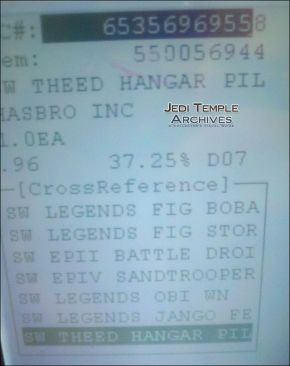 C#: 65356969558
em: 550056944
W THEED HANGAR PIL
HASBRO INC
1.0EA
.96 37.25% D07
JEDI TEMPLE
ARCHIVES
[CrossReference]
SW LEGENDS FIG BOBA
SW LEGENDS FIG STOR
SW EPII BATTLE DROI
SW EPIV SANDTROOPER
SW LEGENDS OBI WN
SW LEGENDS JANGO FE
SW THEED HANGAR PIL